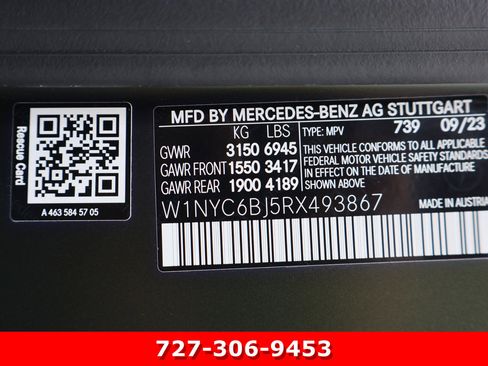 Rescue Card
A 463 584 57 05
MFD BY MERCEDES-BENZ AG STUTTGART
KG LBS TYPE: MPV 739 09/23
GVWR 3150 6945
GAWR FRONT 1550 3417
GAWR REAR 1900 4189
THIS VEHICLE CONFORMS TO ALL APPLICABLE
FEDERAL MOTOR VEHICLE SAFETY STANDARDS
IN EFFECT ON THE DATE OF MANUFACTURE
W1NYC6BJ5RX493867
MADE IN AUSTRIA
727-306-9453